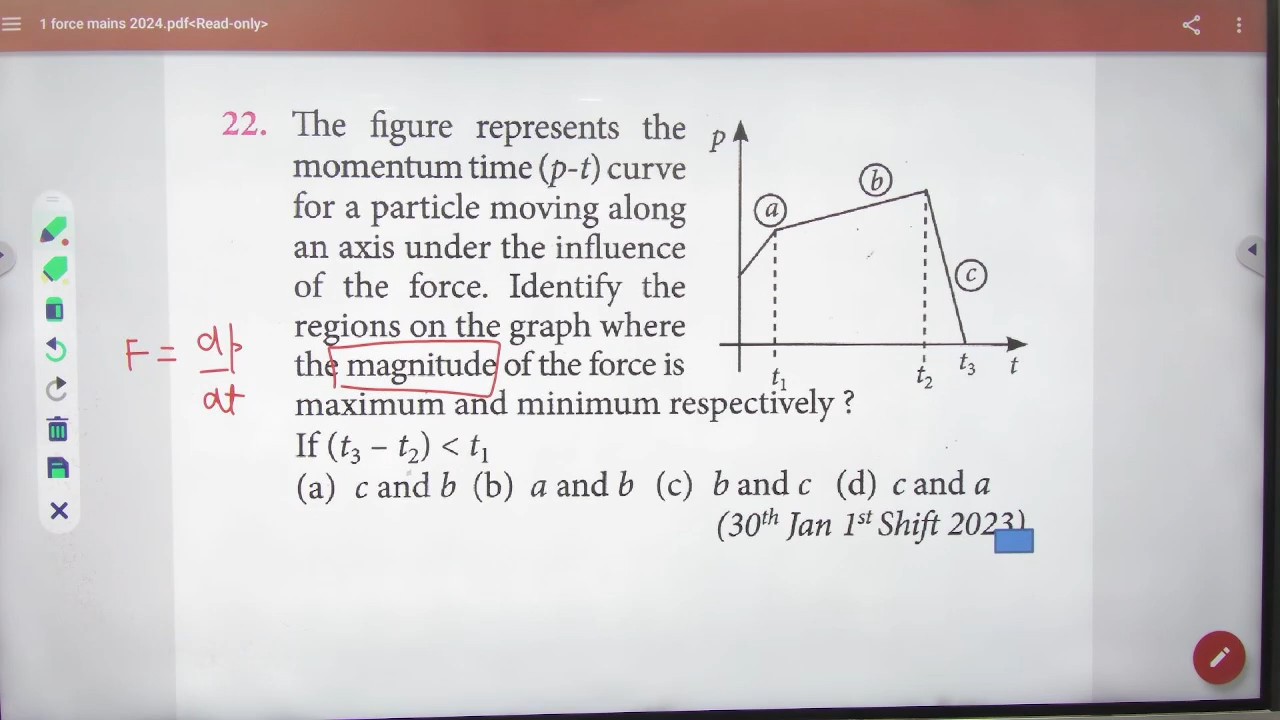 1 force mains 2024.pdf<Read-only>
22. The figure represents the
momentum time (p-t) curve
for a particle moving along
an axis under the influence
of the force. Identify the
regions on the graph where
the magnitude of the force is
maximum and minimum respectively ?
If (t₃ – t₂) < t₁
(a) c and b (b) a and b (c) b and c (d) c and a
(30th Jan 1st Shift 2023)
p
a
b
c
t₁
t₂
t₃
t
F = dp
dt